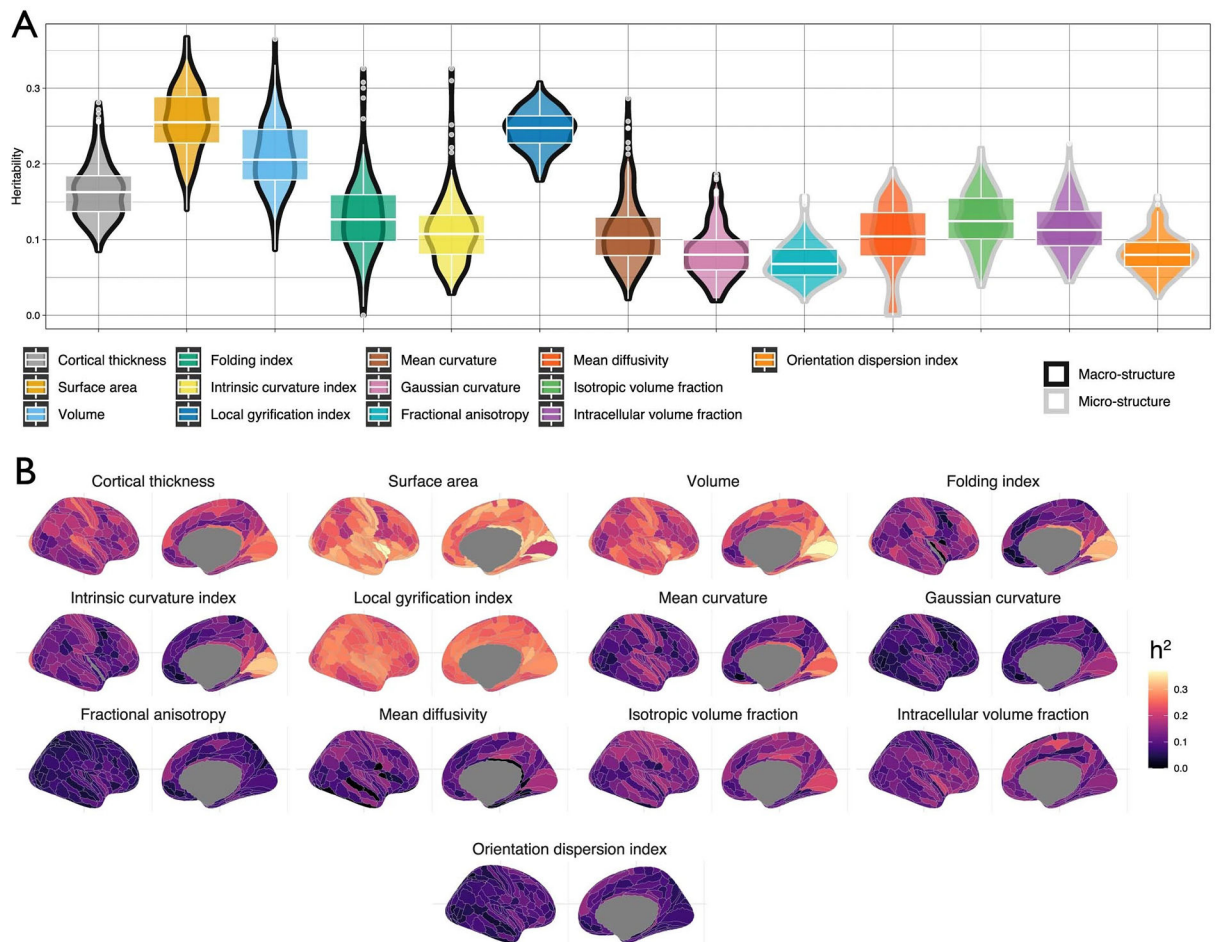 A
Heritability
0.3
0.2
0.1
0.0
Cortical thickness Folding index Mean curvature Mean diffusivity Orientation dispersion index
Surface area Intrinsic curvature index Gaussian curvature Isotropic volume fraction
Volume Local gyrification index Fractional anisotropy Intracellular volume fraction
Macro-structure
Micro-structure
B
Cortical thickness Surface area Volume Folding index
Intrinsic curvature index Local gyrification index Mean curvature Gaussian curvature
Fractional anisotropy Mean diffusivity Isotropic volume fraction Intracellular volume fraction
Orientation dispersion index
h²
0.3
0.2
0.1
0.0